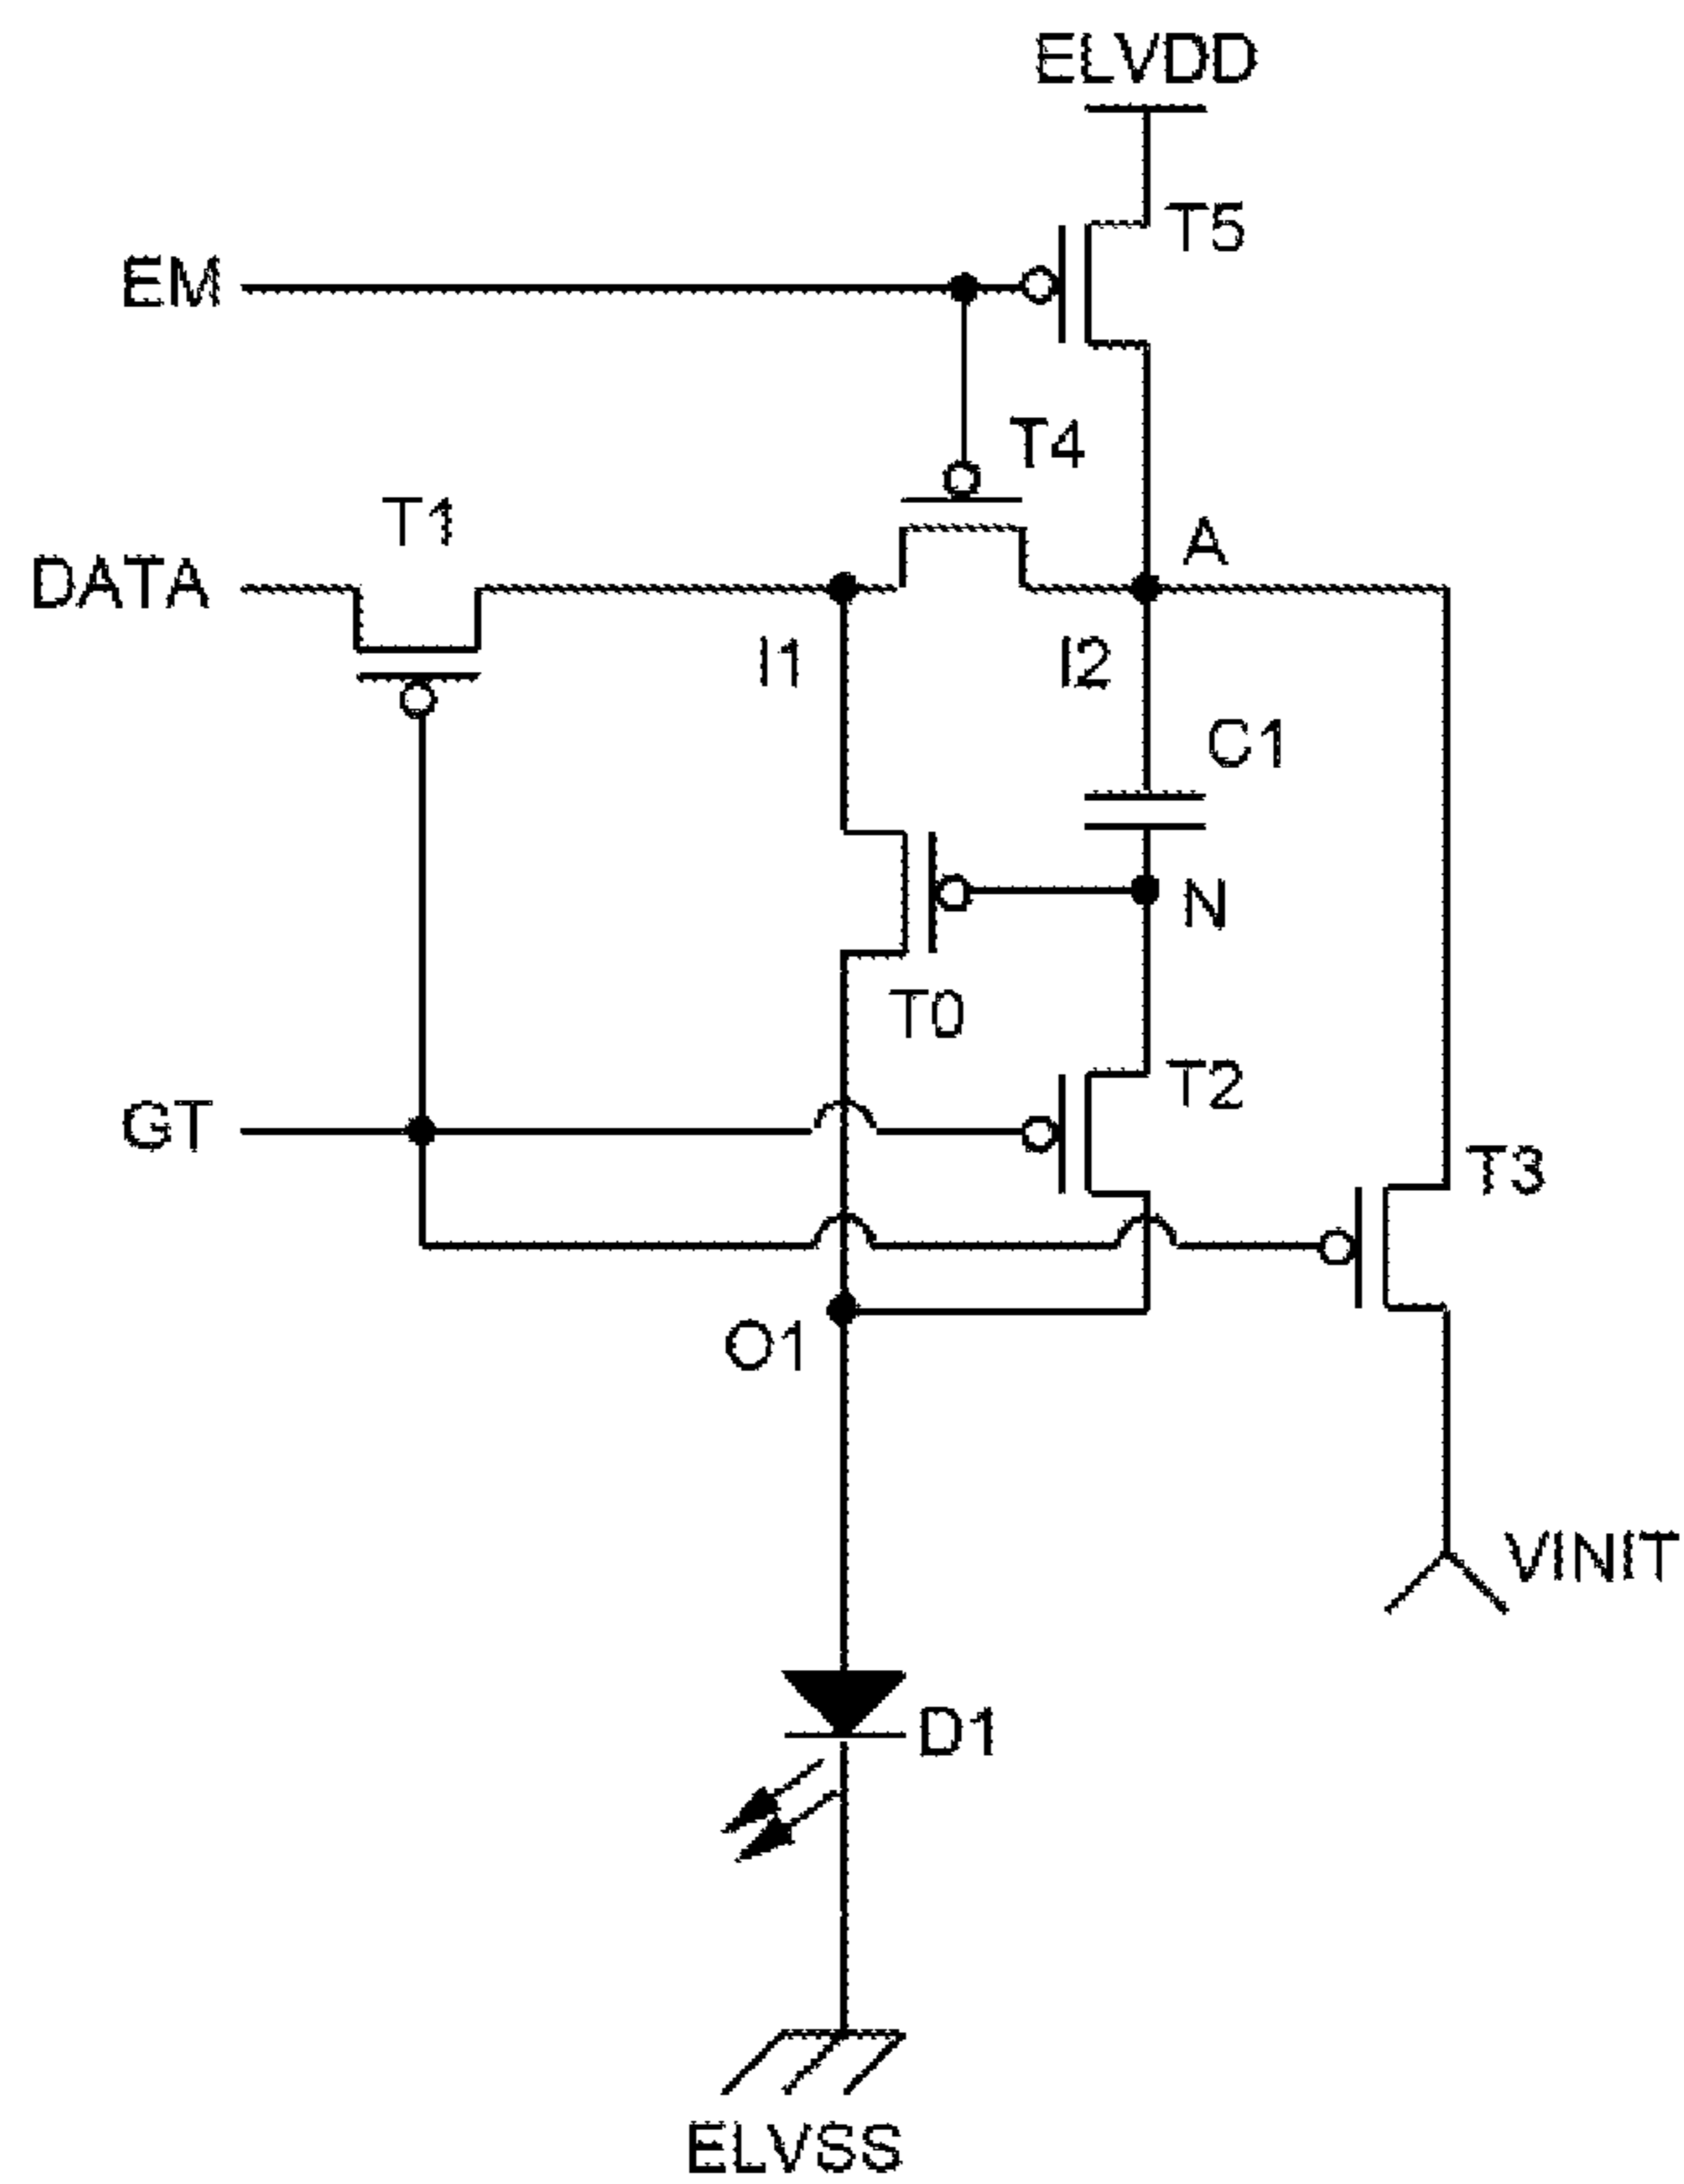 ELVDD
T5
EM
T4
T1
A
DATA
I1
I2
C1
N
T0
T2
GT
T3
O1
VINIT
D1
ELVSS